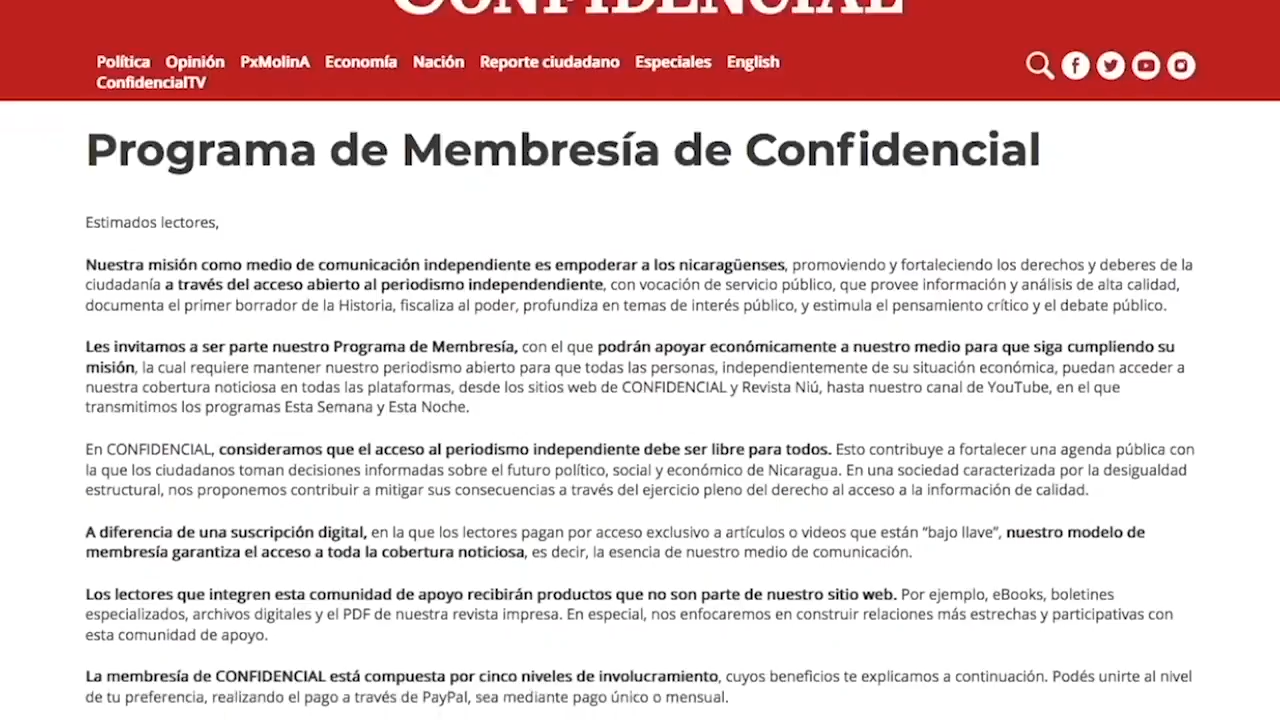 CONFIDENCIAL
Política Opinión PxMolinA Economía Nación Reporte ciudadano Especiales English
ConfidencialTV
Programa de Membresía de Confidencial
Estimados lectores,
Nuestra misión como medio de comunicación independiente es empoderar a los nicaragüenses, promoviendo y fortaleciendo los derechos y deberes de la
ciudadanía a través del acceso abierto al periodismo independendiente, con vocación de servicio público, que provee información y análisis de alta calidad,
documenta el primer borrador de la Historia, fiscaliza al poder, profundiza en temas de interés público, y estimula el pensamiento crítico y el debate público.
Les invitamos a ser parte nuestro Programa de Membresía, con el que podrán apoyar económicamente a nuestro medio para que siga cumpliendo su
misión, la cual requiere mantener nuestro periodismo abierto para que todas las personas, independientemente de su situación económica, puedan acceder a
nuestra cobertura noticiosa en todas las plataformas, desde los sitios web de CONFIDENCIAL y Revista Niú, hasta nuestro canal de YouTube, en el que
transmitimos los programas Esta Semana y Esta Noche.
En CONFIDENCIAL, consideramos que el acceso al periodismo independiente debe ser libre para todos. Esto contribuye a fortalecer una agenda pública con
la que los ciudadanos toman decisiones informadas sobre el futuro político, social y económico de Nicaragua. En una sociedad caracterizada por la desigualdad
estructural, nos proponemos contribuir a mitigar sus consecuencias a través del ejercicio pleno del derecho al acceso a la información de calidad.
A diferencia de una suscripción digital, en la que los lectores pagan por acceso exclusivo a artículos o videos que están “bajo llave”, nuestro modelo de
membresía garantiza el acceso a toda la cobertura noticiosa, es decir, la esencia de nuestro medio de comunicación.
Los lectores que integren esta comunidad de apoyo recibirán productos que no son parte de nuestro sitio web. Por ejemplo, eBooks, boletines
especializados, archivos digitales y el PDF de nuestra revista impresa. En especial, nos enfocaremos en construir relaciones más estrechas y participativas con
esta comunidad de apoyo.
La membresía de CONFIDENCIAL está compuesta por cinco niveles de involucramiento, cuyos beneficios te explicamos a continuación. Podés unirte al nivel
de tu preferencia, realizando el pago a través de PayPal, sea mediante pago único o mensual.